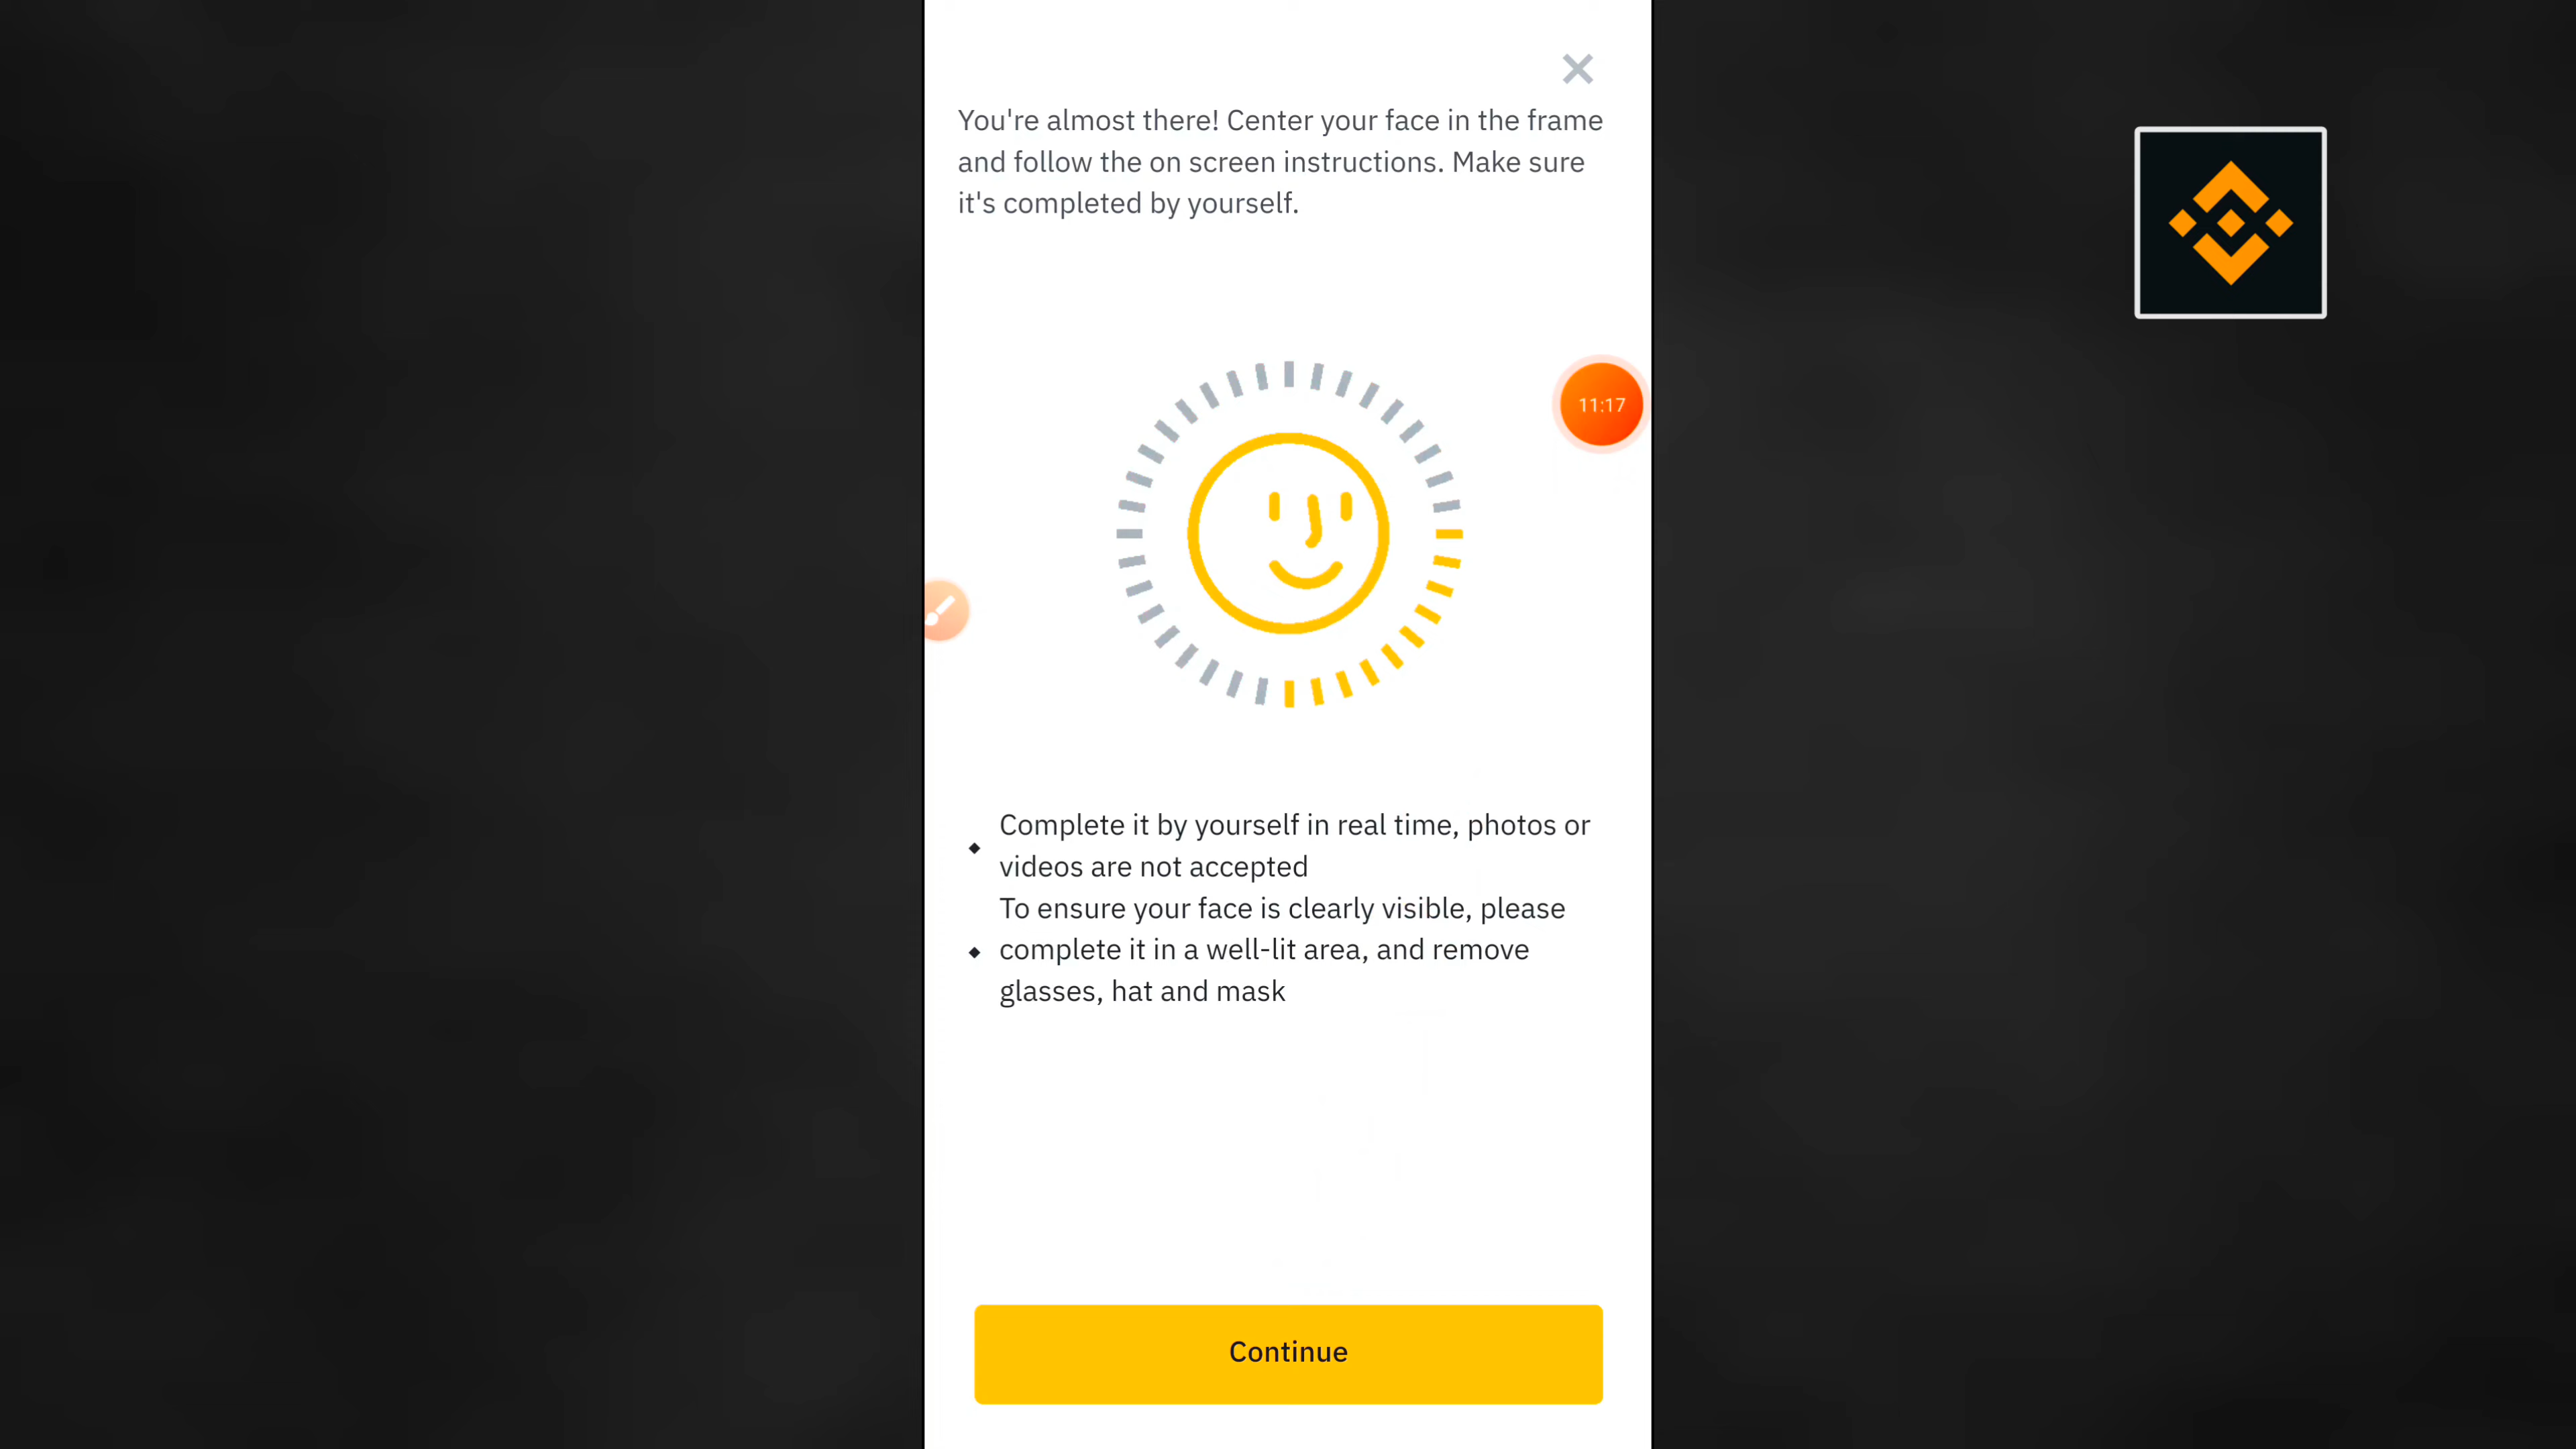 You're almost there! Center your face in the frame
and follow the on screen instructions. Make sure
it's completed by yourself.
11:17
Complete it by yourself in real time, photos or
videos are not accepted
To ensure your face is clearly visible, please
complete it in a well-lit area, and remove
glasses, hat and mask
Continue